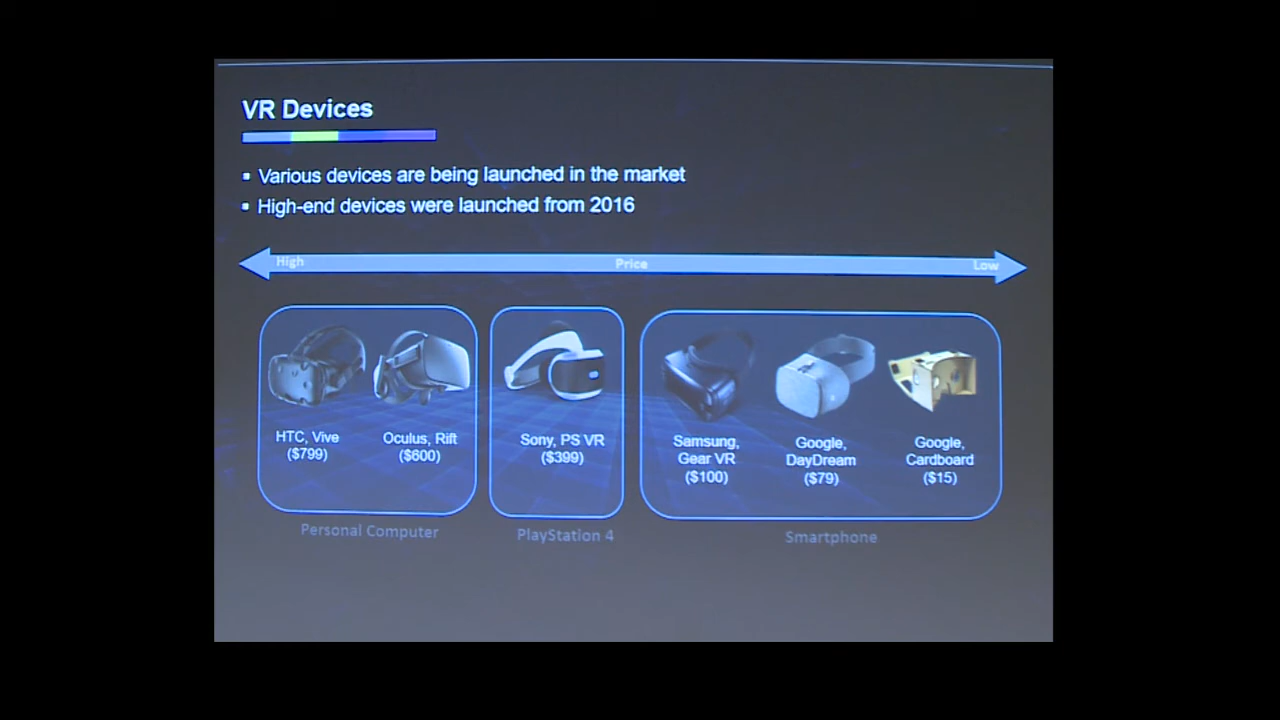 VR Devices
▪ Various devices are being launched in the market
▪ High-end devices were launched from 2016
High Price Low
HTC, Vive
($799)
Oculus, Rift
($600)
Sony, PS VR
($399)
Samsung,
Gear VR
($100)
Google,
DayDream
($79)
Google,
Cardboard
($15)
Personal Computer
PlayStation 4
Smartphone